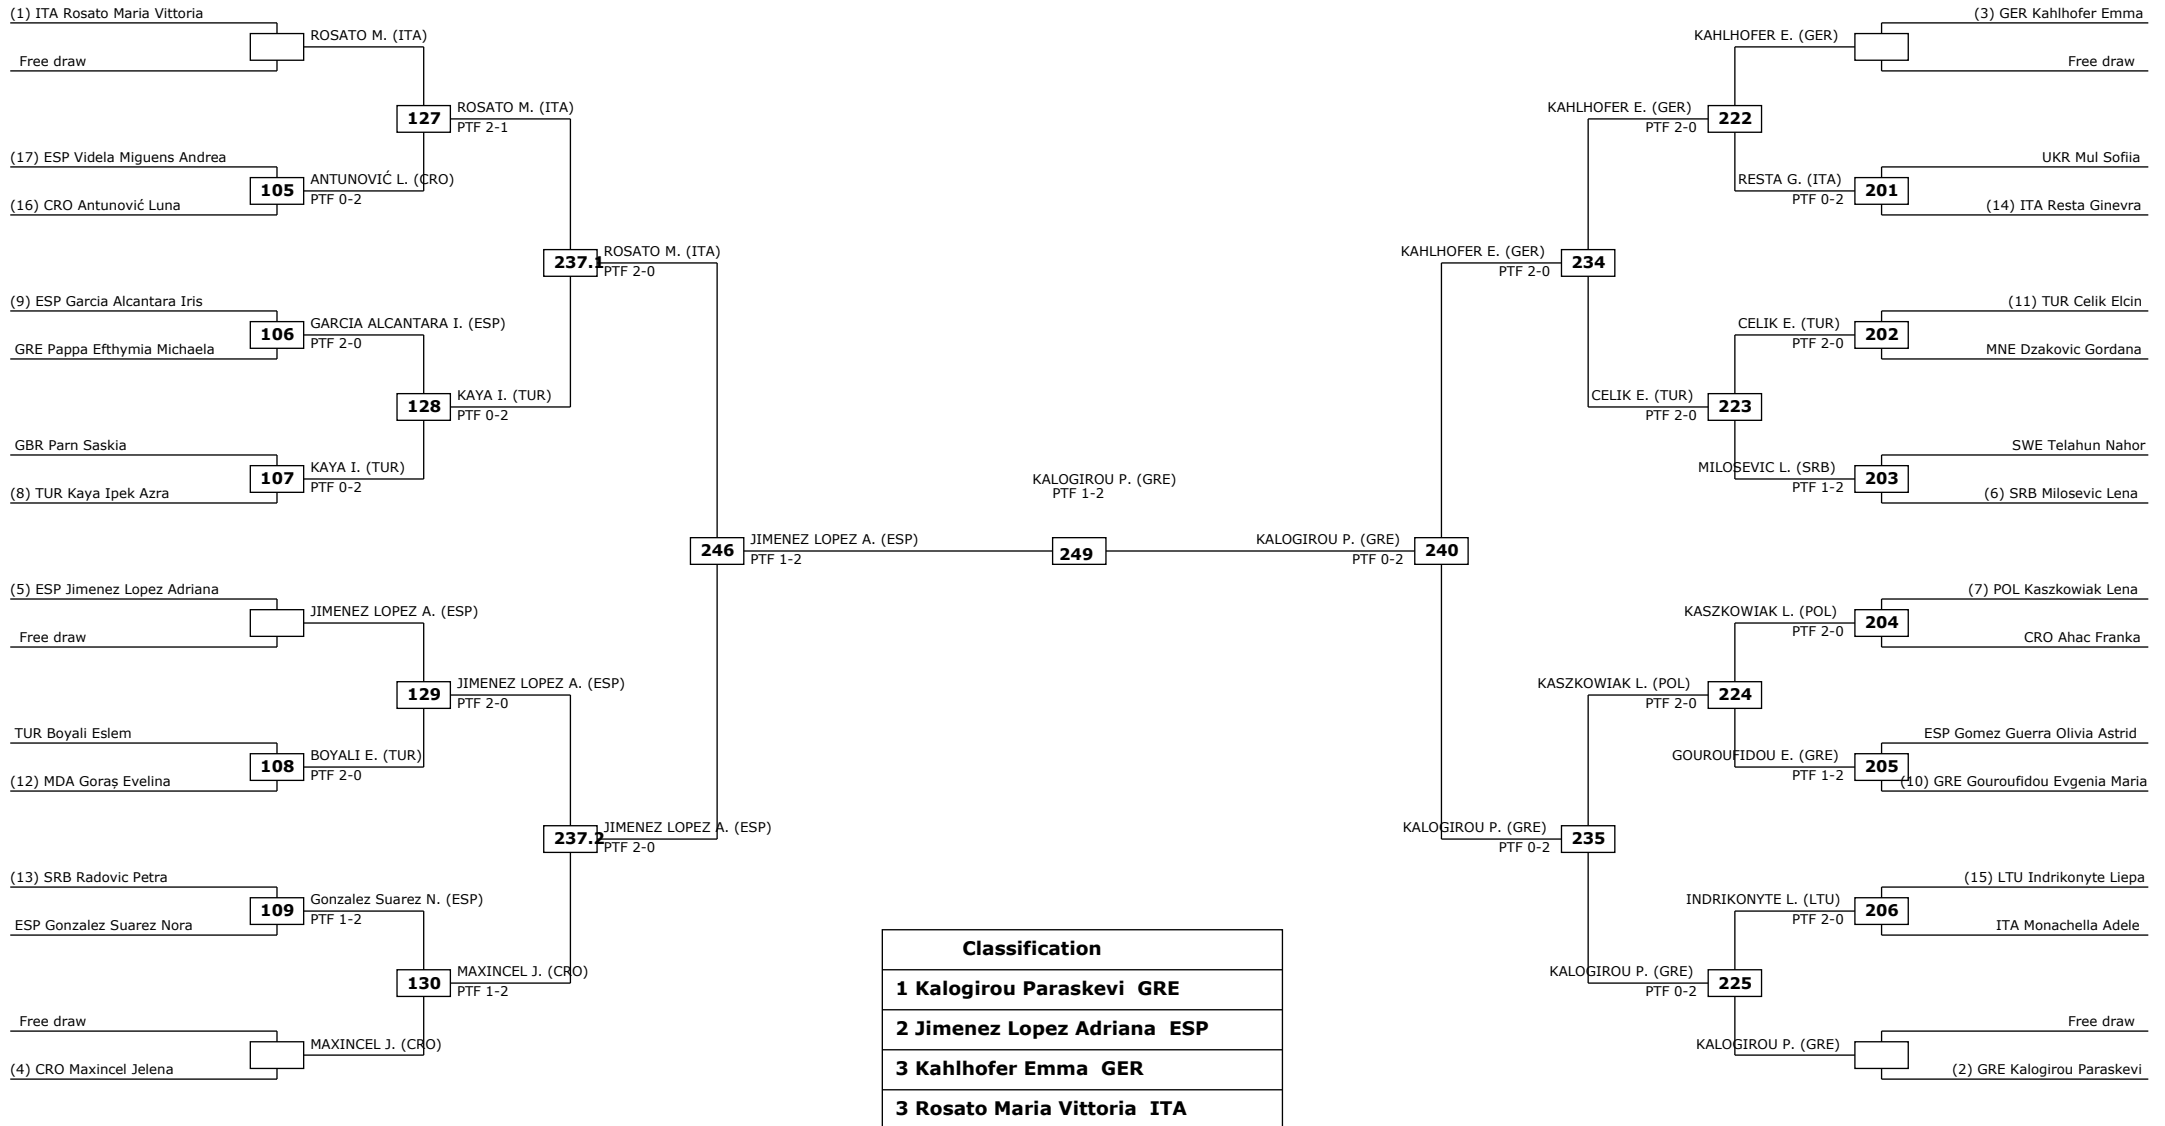 (1) ITA Rosato Maria Vittoria
ROSATO M. (ITA)
Free draw
127
ROSATO M. (ITA)
PTF 2-1
(17) ESP Videla Miguens Andrea
105
ANTUNOVIĆ L. (CRO)
PTF 0-2
(16) CRO Antunović Luna
237.1
ROSATO M. (ITA)
PTF 2-0
(9) ESP Garcia Alcantara Iris
106
GARCIA ALCANTARA I. (ESP)
PTF 2-0
GRE Pappa Efthymia Michaela
128
KAYA I. (TUR)
PTF 0-2
GBR Parn Saskia
107
KAYA I. (TUR)
PTF 0-2
(8) TUR Kaya Ipek Azra
246
JIMENEZ LOPEZ A. (ESP)
PTF 1-2
(5) ESP Jimenez Lopez Adriana
JIMENEZ LOPEZ A. (ESP)
Free draw
129
JIMENEZ LOPEZ A. (ESP)
PTF 2-0
TUR Boyali Eslem
108
BOYALI E. (TUR)
PTF 2-0
(12) MDA Goraș Evelina
237.2
JIMENEZ LOPEZ A. (ESP)
PTF 2-0
(13) SRB Radovic Petra
109
Gonzalez Suarez N. (ESP)
PTF 1-2
ESP Gonzalez Suarez Nora
130
MAXINCEL J. (CRO)
PTF 1-2
Free draw
MAXINCEL J. (CRO)
(4) CRO Maxincel Jelena
KALOGIROU P. (GRE)
PTF 1-2
249
(3) GER Kahlhofer Emma
KAHLHOFER E. (GER)
Free draw
KAHLHOFER E. (GER)
PTF 2-0
222
UKR Mul Sofiia
RESTA G. (ITA)
PTF 0-2
201
(14) ITA Resta Ginevra
KAHLHOFER E. (GER)
PTF 2-0
234
(11) TUR Celik Elcin
CELIK E. (TUR)
PTF 2-0
202
MNE Dzakovic Gordana
CELIK E. (TUR)
PTF 2-0
223
SWE Telahun Nahor
MILOSEVIC L. (SRB)
PTF 1-2
203
(6) SRB Milosevic Lena
KALOGIROU P. (GRE)
PTF 0-2
240
(7) POL Kaszkowiak Lena
KASZKOWIAK L. (POL)
PTF 2-0
204
CRO Ahac Franka
KASZKOWIAK L. (POL)
PTF 2-0
224
ESP Gomez Guerra Olivia Astrid
GOUROUFIDOU E. (GRE)
PTF 1-2
205
(10) GRE Gouroufidou Evgenia Maria
KALOGIROU P. (GRE)
PTF 0-2
235
(15) LTU Indrikonyte Liepa
INDRIKONYTE L. (LTU)
PTF 2-0
206
ITA Monachella Adele
KALOGIROU P. (GRE)
PTF 0-2
225
Free draw
KALOGIROU P. (GRE)
(2) GRE Kalogirou Paraskevi
Classification
1 Kalogirou Paraskevi GRE
2 Jimenez Lopez Adriana ESP
3 Kahlhofer Emma GER
3 Rosato Maria Vittoria ITA